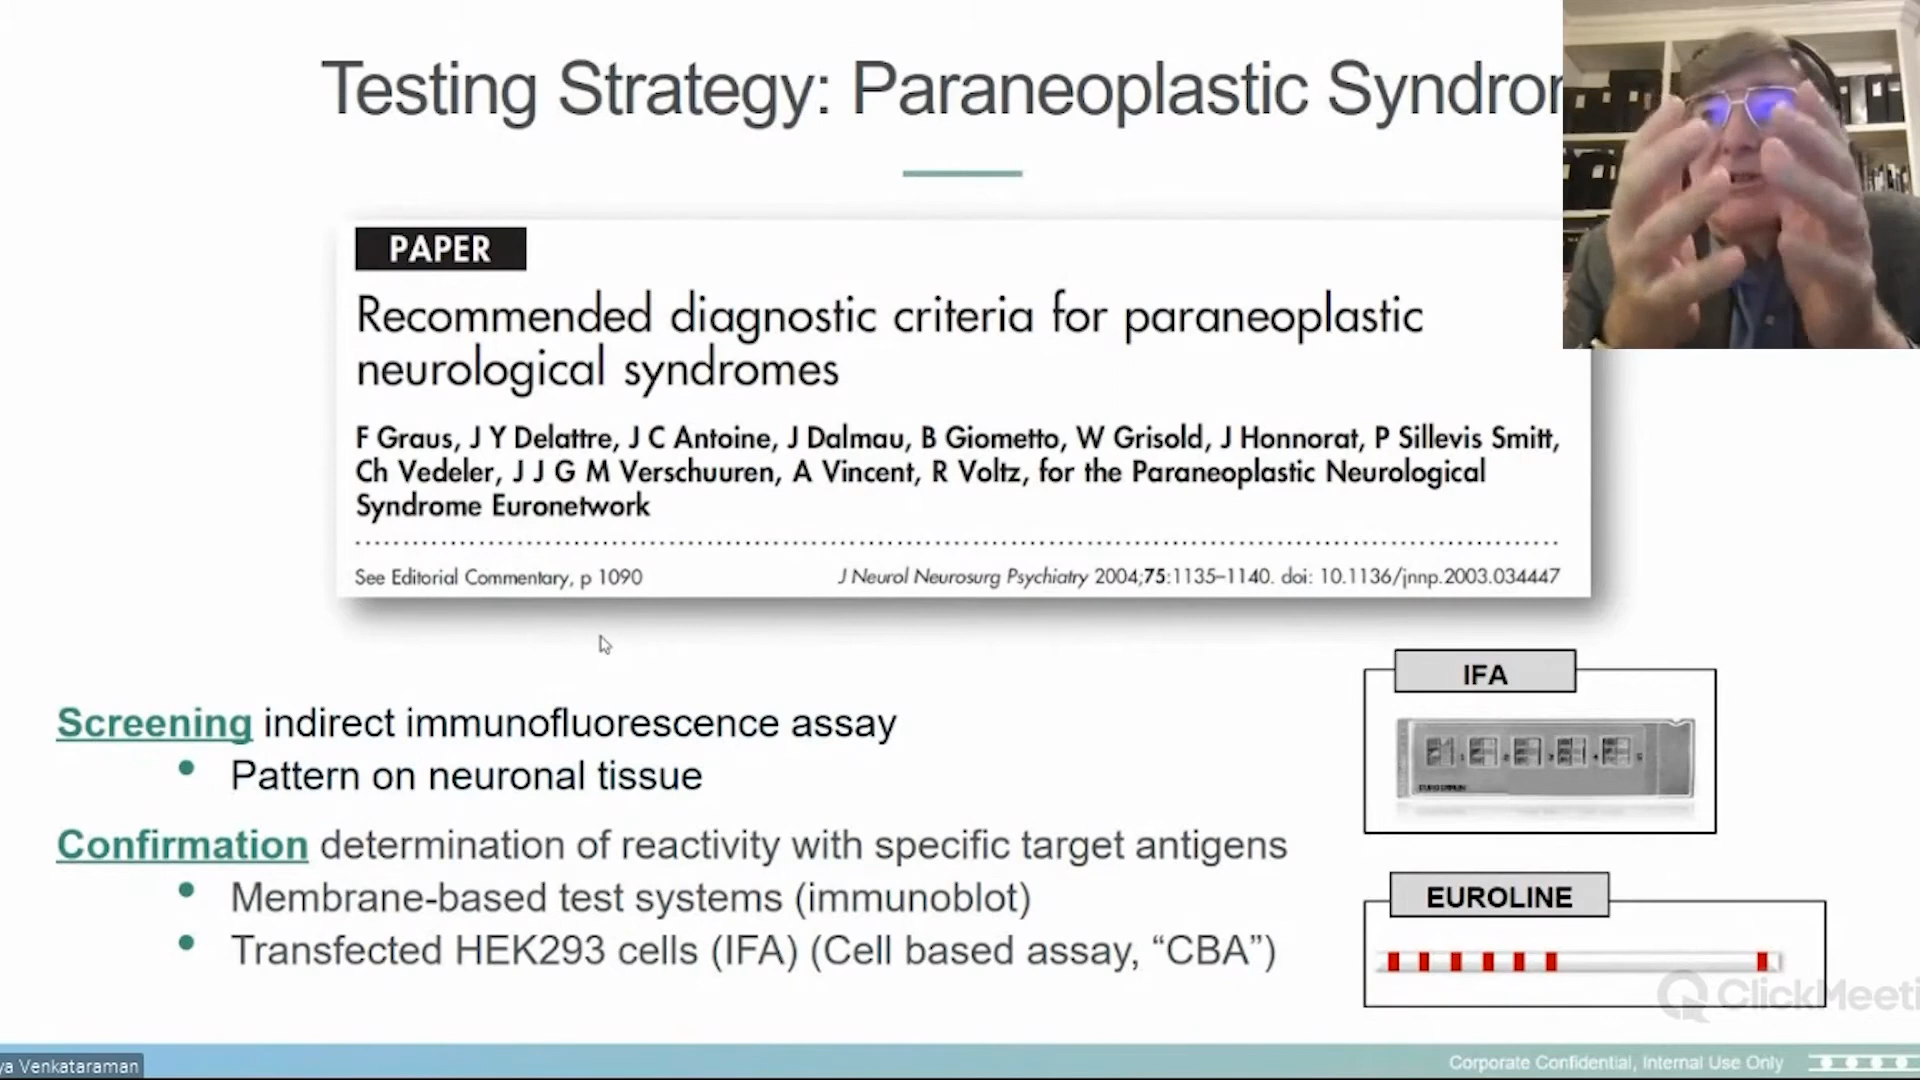 Testing Strategy: Paraneoplastic Syndro
PAPER
Recommended diagnostic criteria for paraneoplastic
neurological syndromes
F Graus, J Y Delattre, J C Antoine, J Dalmau, B Giometto, W Grisold, J Honnorat, P Sillevis Smitt,
Ch Vedeler, J J G M Verschuuren, A Vincent, R Voltz, for the Paraneoplastic Neurological
Syndrome Euronetwork
See Editorial Commentary, p 1090
J Neurol Neurosurg Psychiatry 2004;75:1135–1140. doi: 10.1136/jnnp.2003.034447
Screening indirect immunofluorescence assay
• Pattern on neuronal tissue
Confirmation determination of reactivity with specific target antigens
• Membrane-based test systems (immunoblot)
• Transfected HEK293 cells (IFA) (Cell based assay, “CBA”)
IFA
EUROIMMUN
EUROLINE
ClickMeeti
ya Venkataraman
Corporate Confidential, Internal Use Only